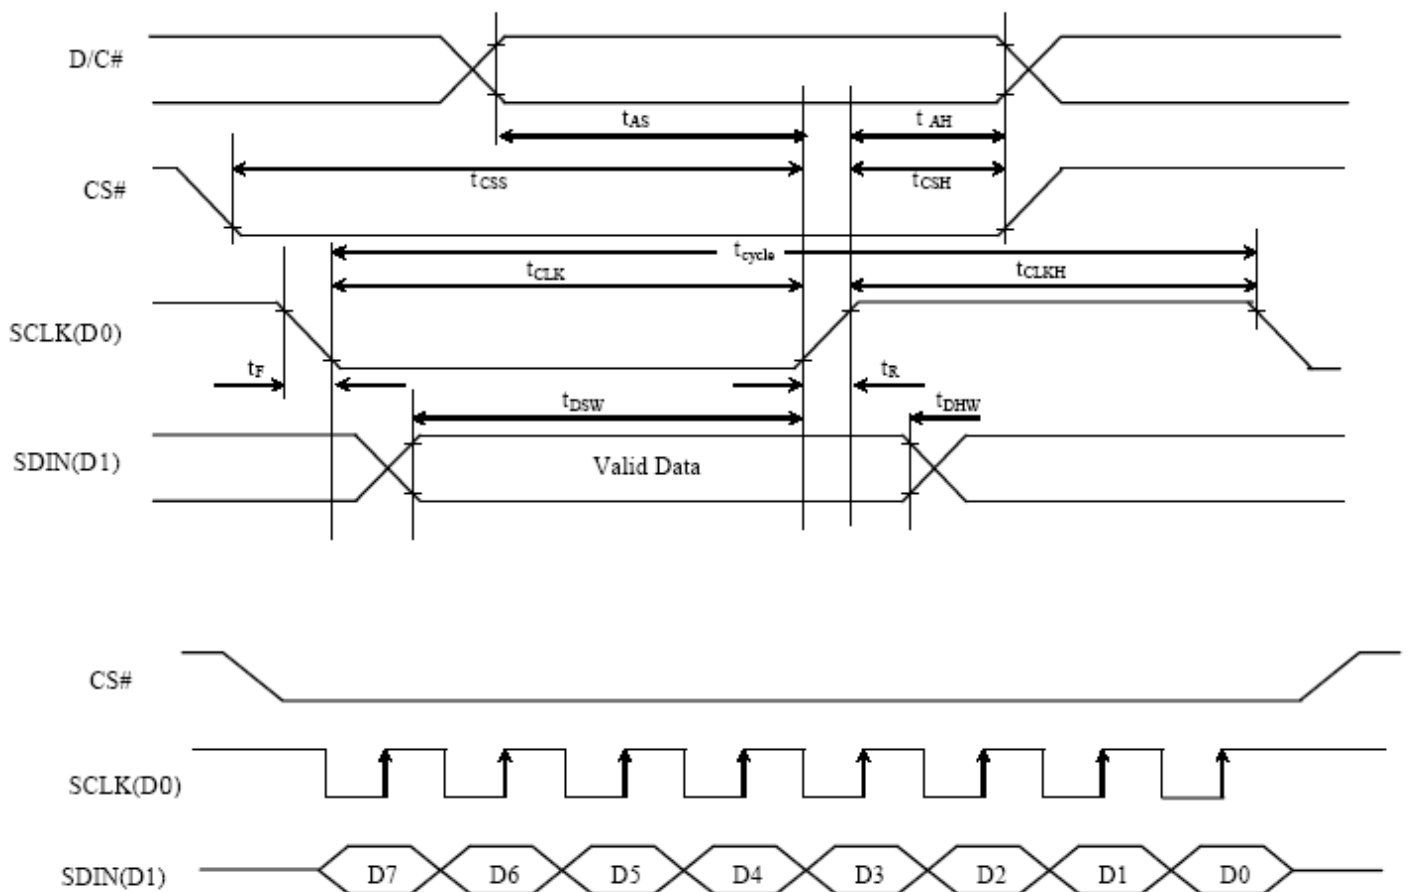 D/C#
tAS
t AH
CS#
tCSS
tCSH
tcycle
tCLK
tCLKH
SCLK(D0)
tF
tR
tDSW
tDHW
SDIN(D1)
Valid Data
CS#
SCLK(D0)
SDIN(D1)
D7 D6 D5 D4 D3 D2 D1 D0